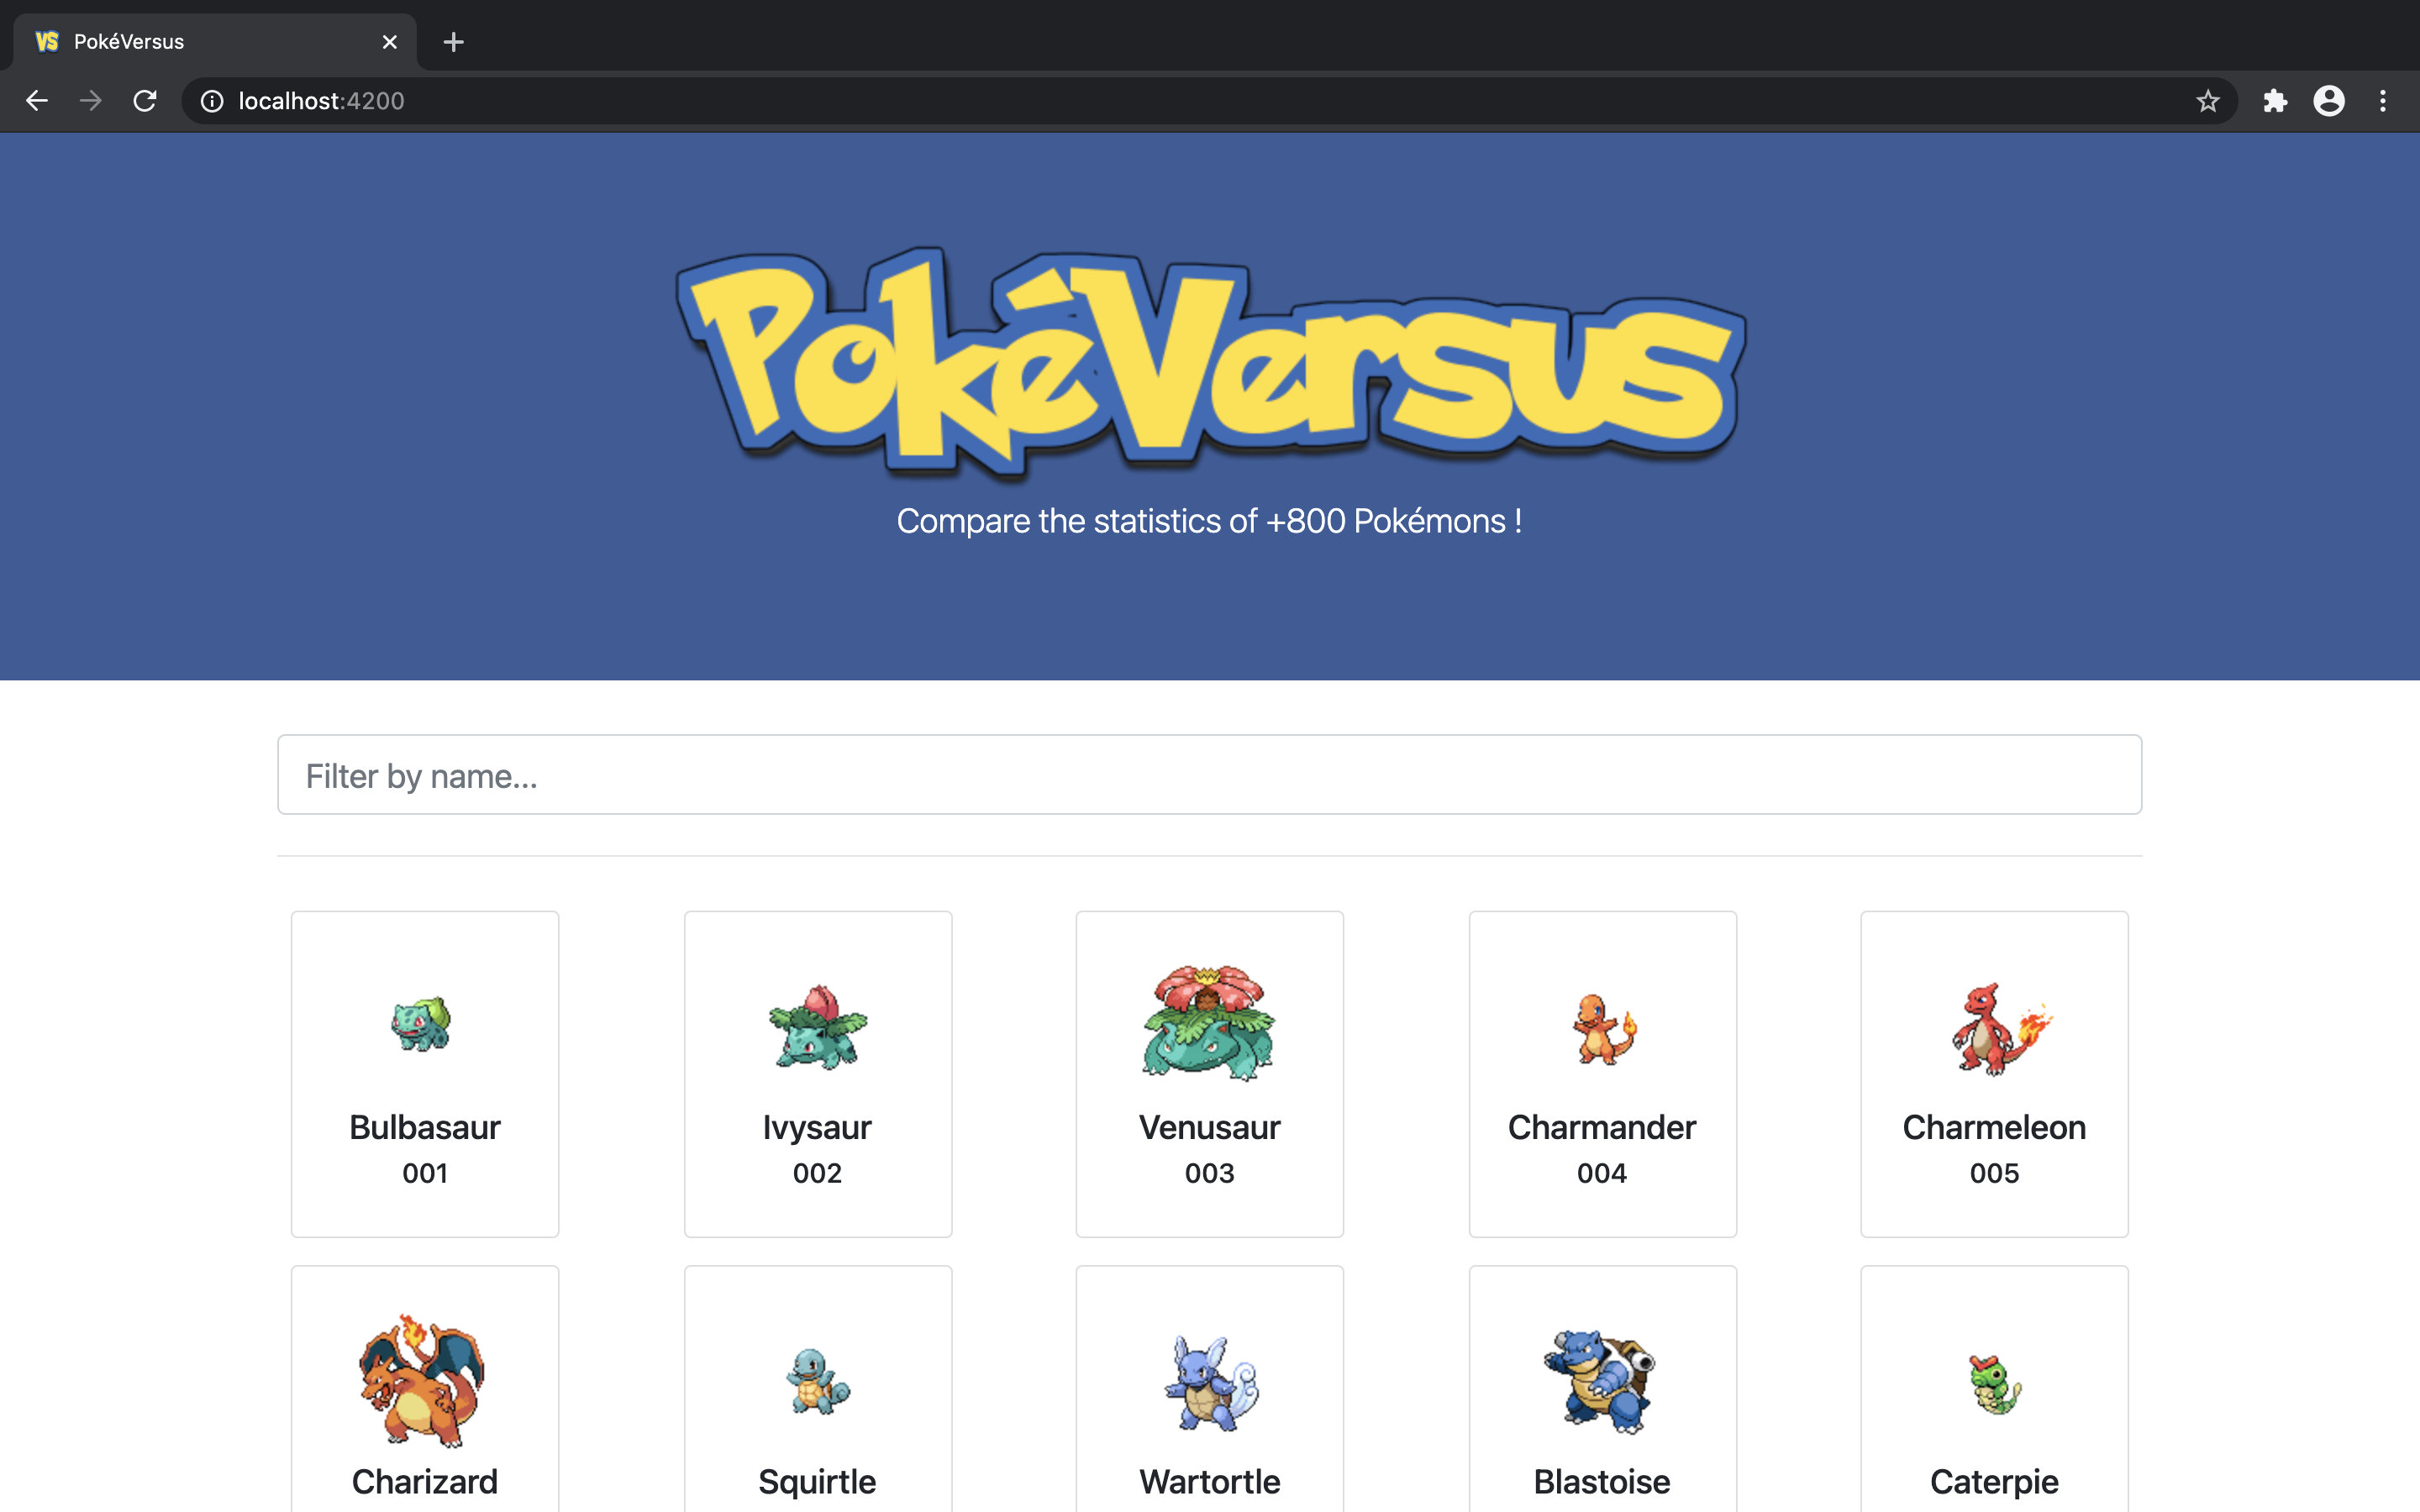 VS PokéVersus
localhost:4200
PokéVersus
Compare the statistics of +800 Pokémons !
Filter by name...
Bulbasaur
001
Ivysaur
002
Venusaur
003
Charmander
004
Charmeleon
005
Charizard
Squirtle
Wartortle
Blastoise
Caterpie